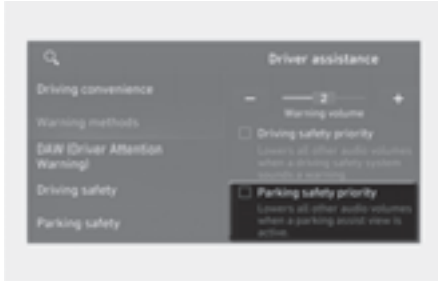 Driver assistance
Driving convenience
Warning methods
DAW (Driver Attention
Warning)
Driving safety
Parking safety
− 2 +
Warning volume
Driving safety priority
Lowers all other audio volumes
when a driving safety system
sounds a warning.
Parking safety priority
Lowers all other audio volumes
when a parking assist view is
active.